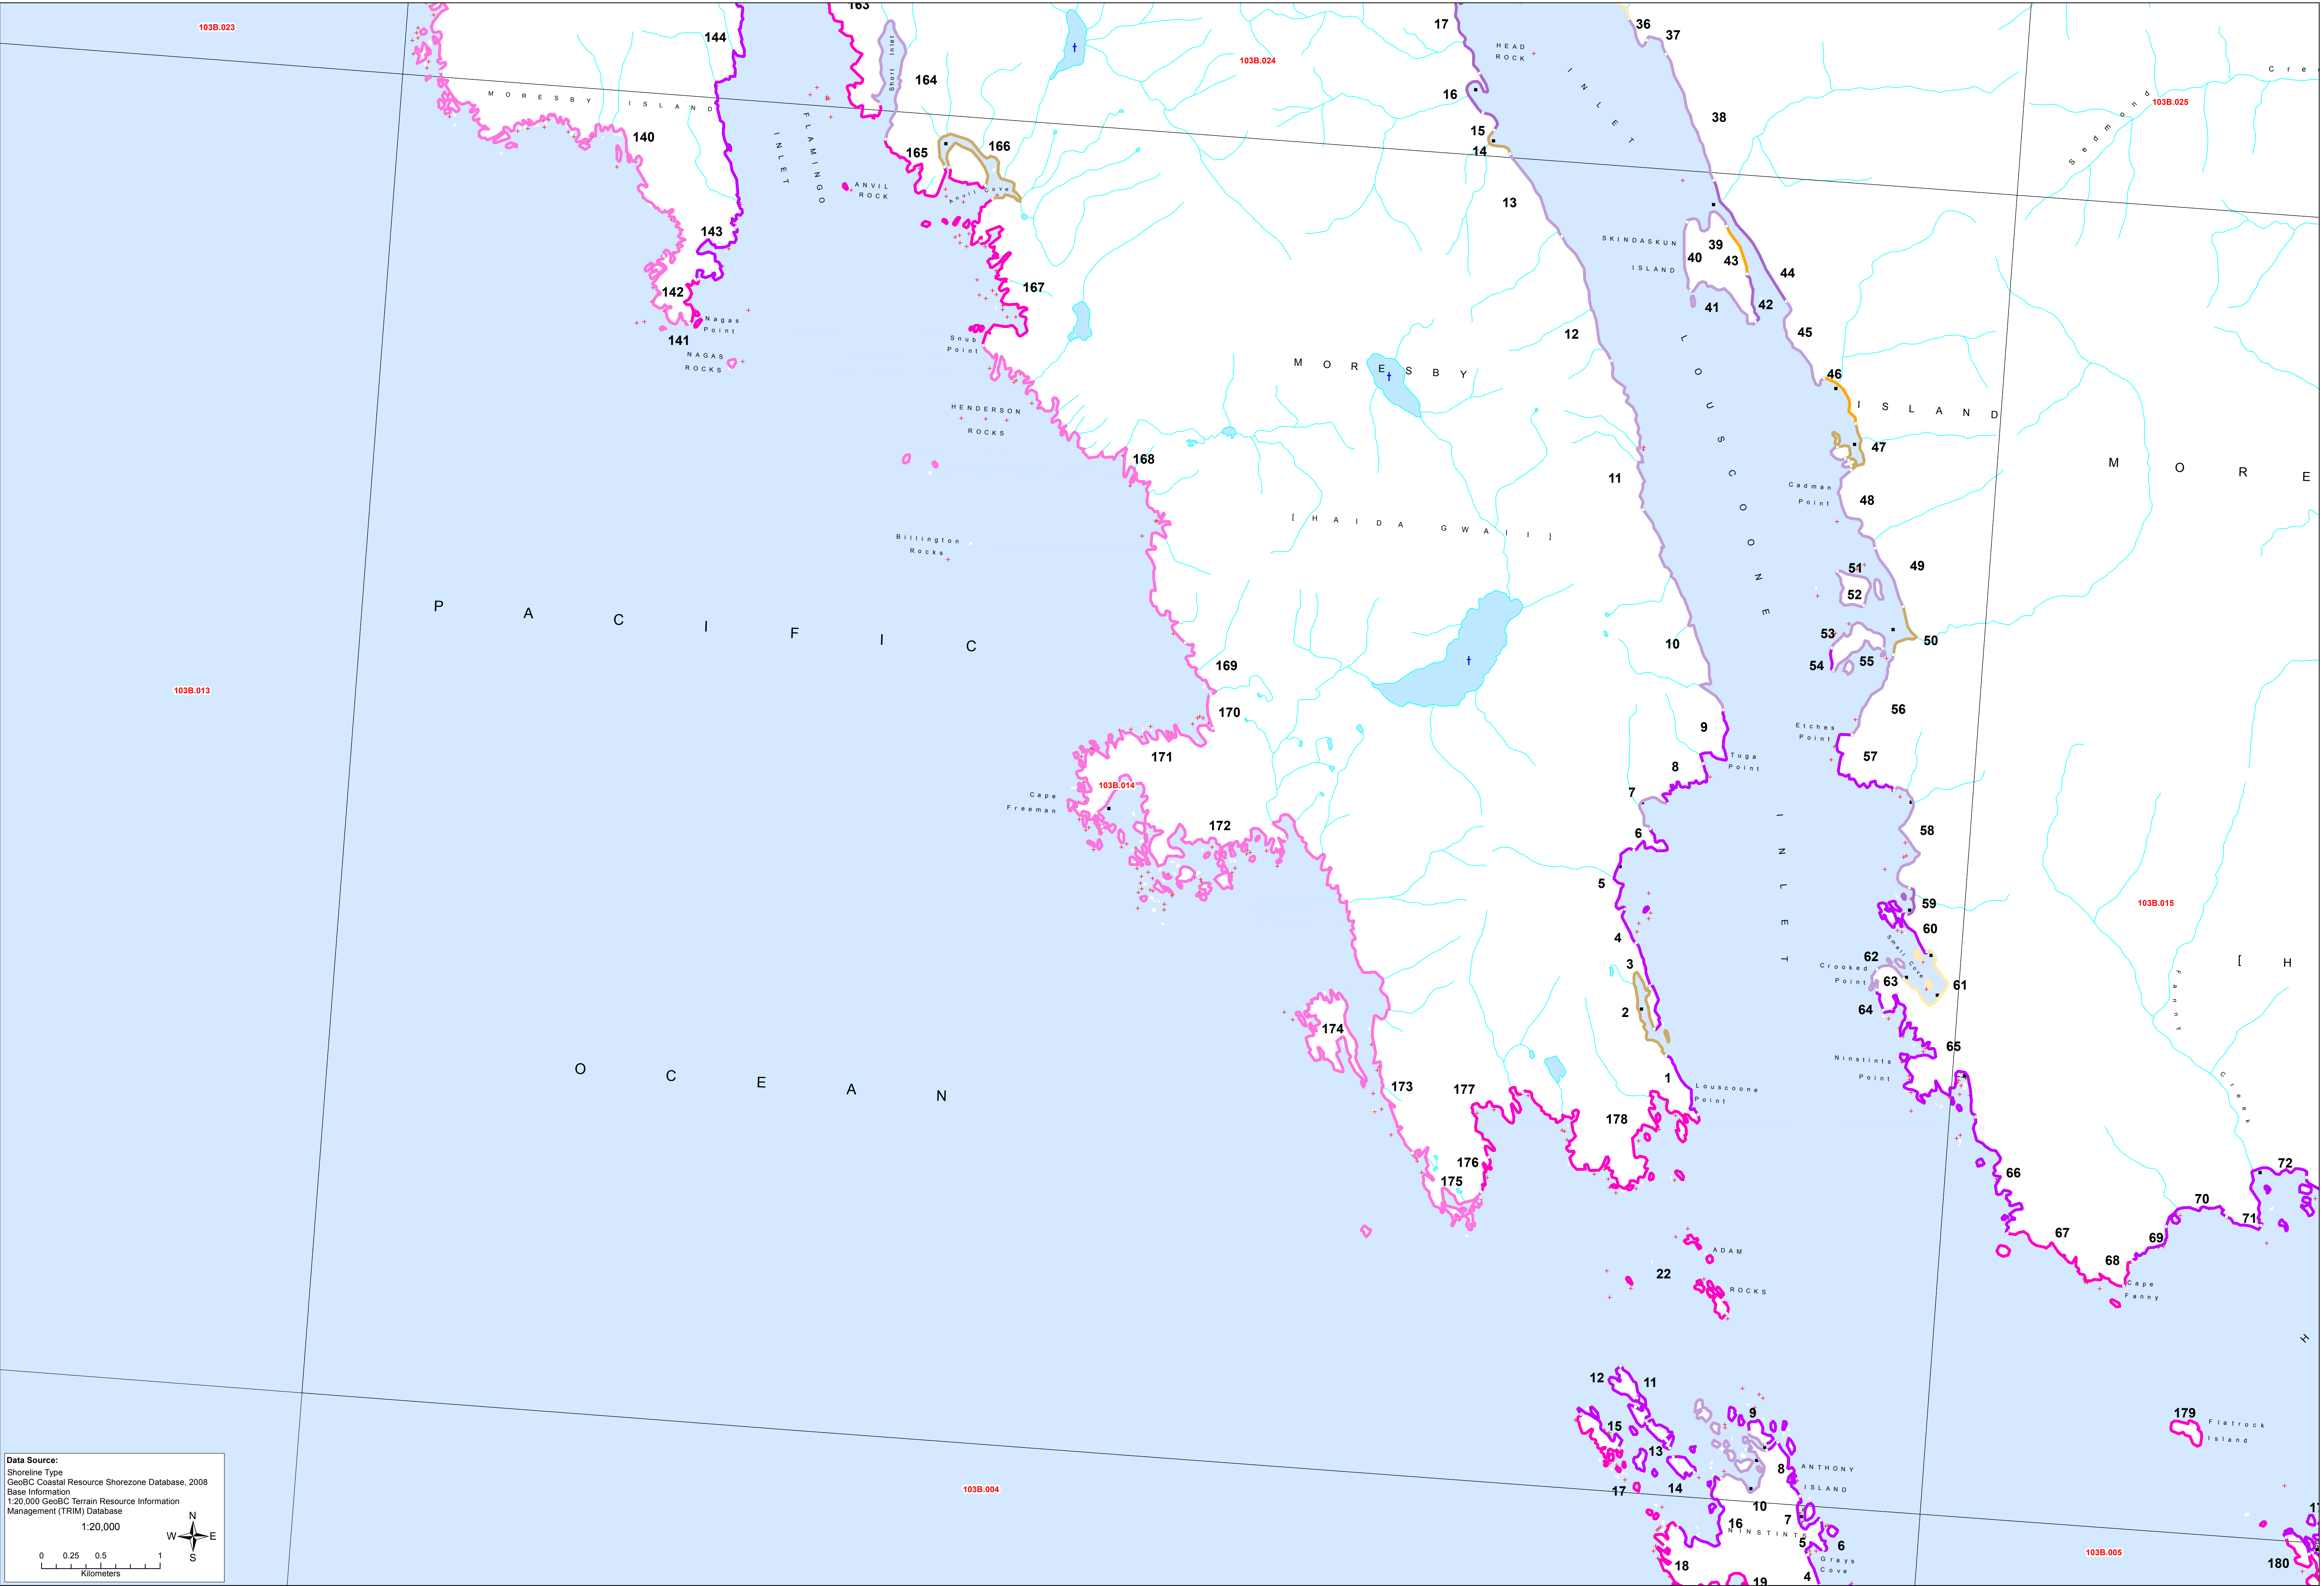 103B.023
144
163
Short Inlet
164
103B.024
17
HEAD
ROCK
INLET
36
37
38
Sedmond
Cre
103B.025
MORESBY ISLAND
140
FLAMINGO
INLET
16
15
14
165
166
ANVIL
ROCK
Anvil Cove
13
143
142
141
Nagas
Point
NAGAS
ROCKS
167
Snub
Point
SKINDASKUN
ISLAND
39
40
43
44
41
42
45
12
HENDERSON
ROCKS
MORESBY
ISLAND
LOUSCOONE
INLET
46
47
168
11
Cadman
Point
48
MORE
[HAIDA GWAII]
Billington
Rocks
49
51
52
PACIFIC
53
54
55
50
10
169
170
103B.013
56
9
Etches
Point
57
171
Tuga
Point
8
103B.014
Cape
Freeman
7
172
6
58
5
59
103B.015
60
4
Small Cove
3
62
Crooked
Point
63
61
64
[ H
Fanny
Creek
2
174
65
Ninstints
Point
OCEAN
173
177
1
Louscoone
Point
178
176
175
66
72
70
71
67
69
68
ADAM
ROCKS
22
Cape
Fanny
H
12
11
15
9
13
179
Flatrock
Island
8
ANTHONY
ISLAND
17
14
10
103B.004
16
7
NINSTINTS
5
6
Grays
Cove
18
19
4
103B.005
180
Data Source:
Shoreline Type
GeoBC Coastal Resource Shorezone Database, 2008
Base Information
1:20,000 GeoBC Terrain Resource Information
Management (TRIM) Database
1:20,000
N
W E
S
0 0.25 0.5 1
Kilometers